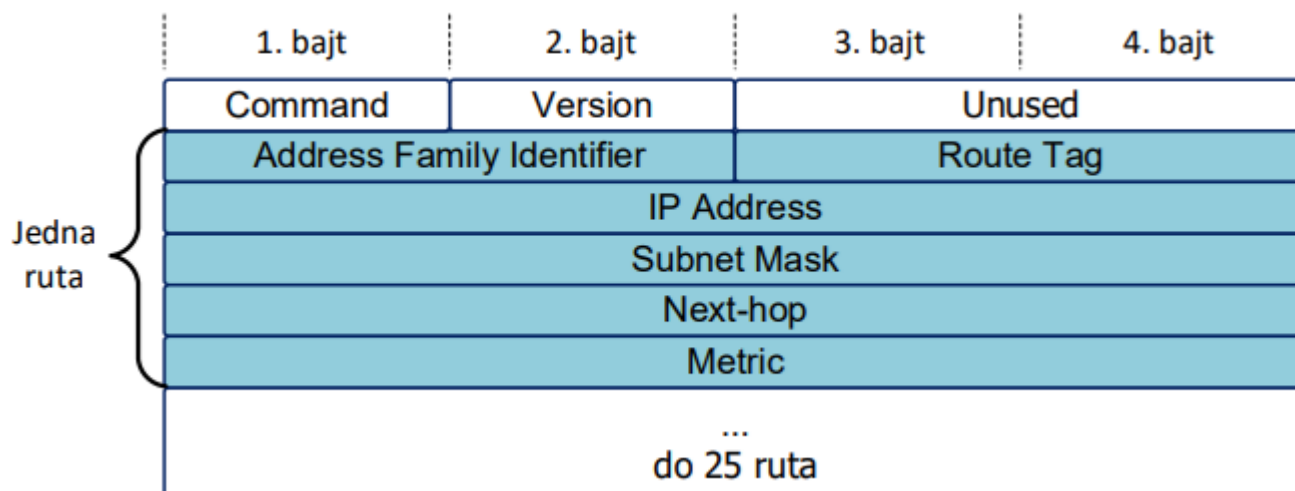 1. bajt 2. bajt 3. bajt 4. bajt
Command Version Unused
Address Family Identifier Route Tag
IP Address
Jedna
ruta
Subnet Mask
Next-hop
Metric
...
do 25 ruta